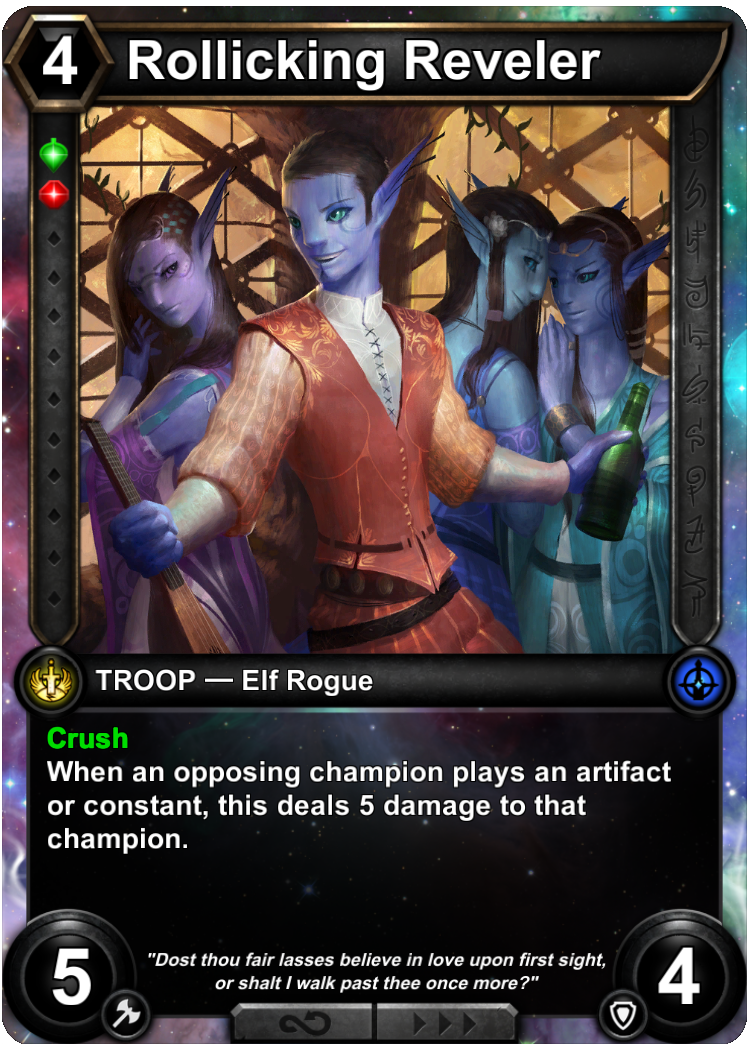 4 Rollicking Reveler
TROOP — Elf Rogue
Crush
When an opposing champion plays an artifact
or constant, this deals 5 damage to that
champion.
"Dost thou fair lasses believe in love upon first sight,
or shalt I walk past thee once more?"
5
4